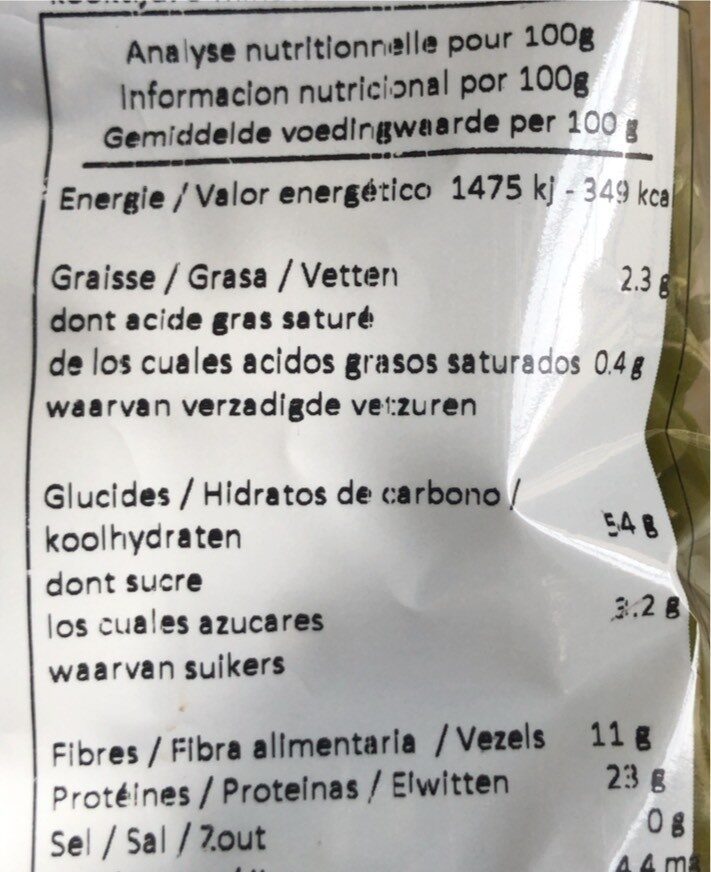 Analyse nutritionnelle pour 100g
Informacion nutricional por 100g
Gemiddelde voedingwaarde per 100 g
Energie / Valor energético 1475 kj - 349 kca
Graisse / Grasa / Vetten 2.3 g
dont acide gras saturé
de los cuales acidos grasos saturados 0.4 g
waarvan verzadigde vetzuren
Glucides / Hidratos de carbono /
koolhydraten 54 g
dont sucre
los cuales azucares 3.2 g
waarvan suikers
Fibres / Fibra alimentaria / Vezels 11 g
Protéines / Proteinas / Eiwitten 23 g
Sel / Sal / Zout 0 g
4.4 mg